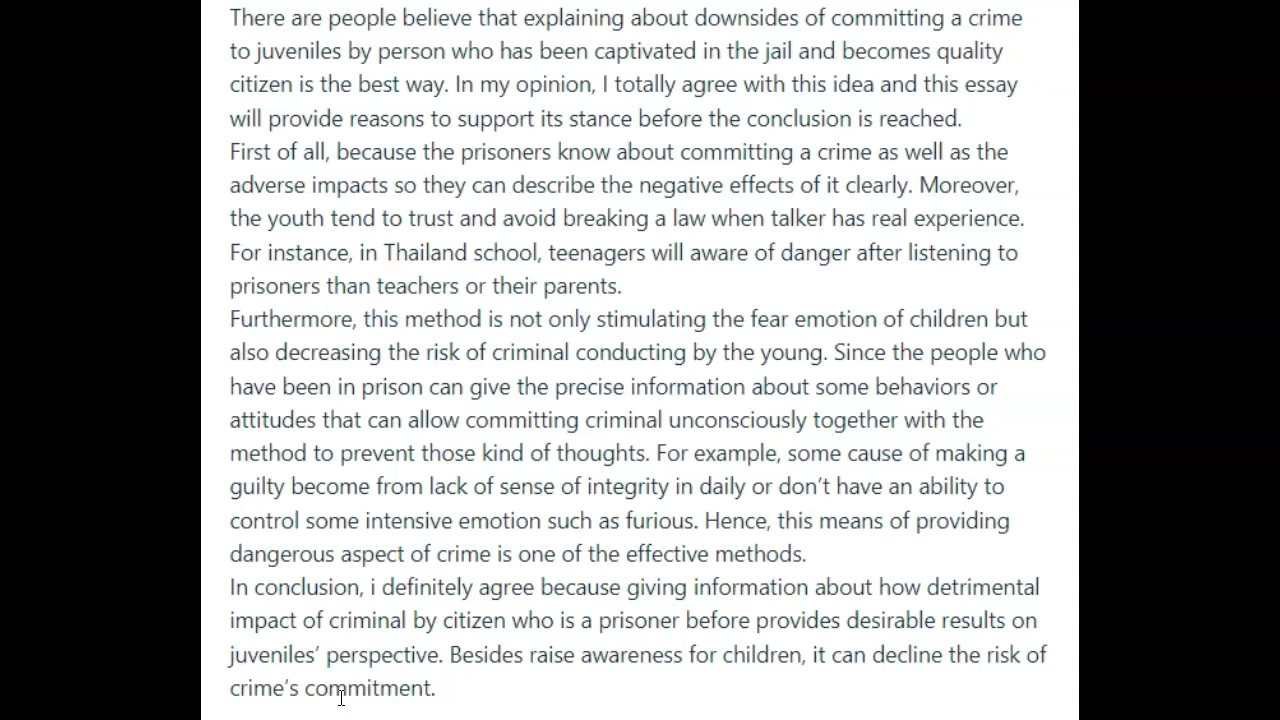 There are people believe that explaining about downsides of committing a crime
to juveniles by person who has been captivated in the jail and becomes quality
citizen is the best way. In my opinion, I totally agree with this idea and this essay
will provide reasons to support its stance before the conclusion is reached.
First of all, because the prisoners know about committing a crime as well as the
adverse impacts so they can describe the negative effects of it clearly. Moreover,
the youth tend to trust and avoid breaking a law when talker has real experience.
For instance, in Thailand school, teenagers will aware of danger after listening to
prisoners than teachers or their parents.
Furthermore, this method is not only stimulating the fear emotion of children but
also decreasing the risk of criminal conducting by the young. Since the people who
have been in prison can give the precise information about some behaviors or
attitudes that can allow committing criminal unconsciously together with the
method to prevent those kind of thoughts. For example, some cause of making a
guilty become from lack of sense of integrity in daily or don’t have an ability to
control some intensive emotion such as furious. Hence, this means of providing
dangerous aspect of crime is one of the effective methods.
In conclusion, i definitely agree because giving information about how detrimental
impact of criminal by citizen who is a prisoner before provides desirable results on
juveniles’ perspective. Besides raise awareness for children, it can decline the risk of
crime’s commitment.